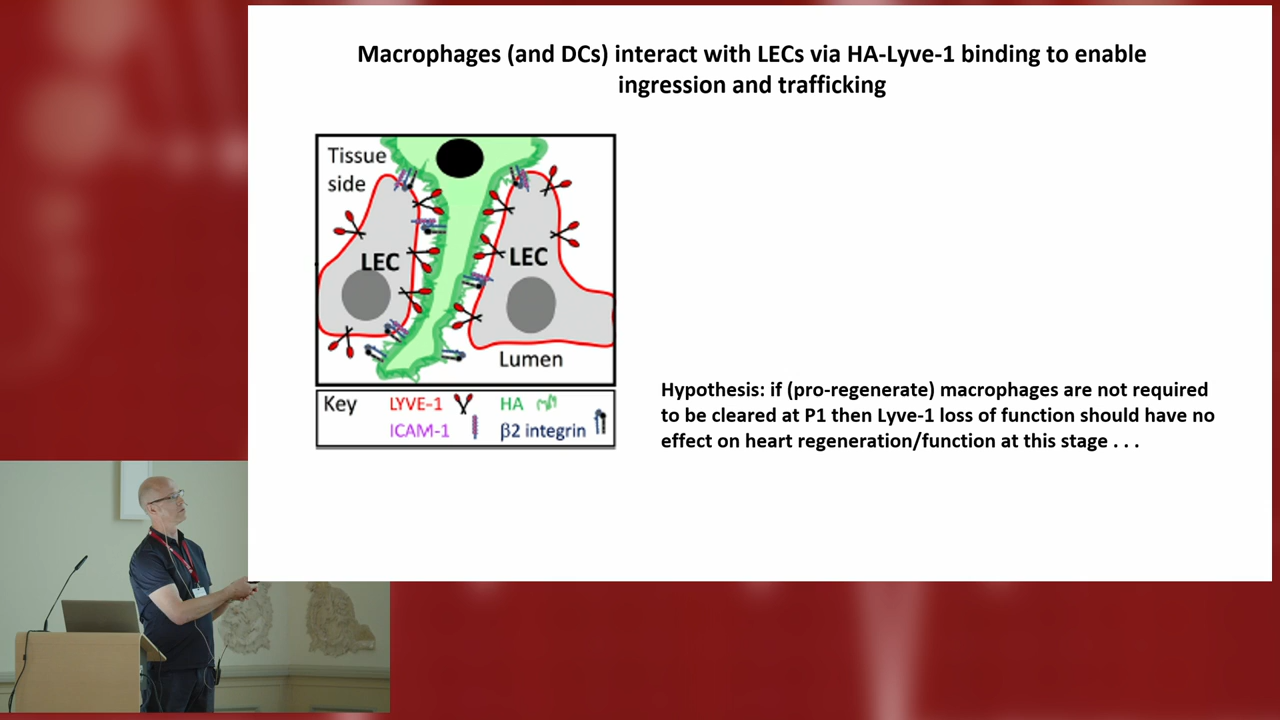 Macrophages (and DCs) interact with LECs via HA-Lyve-1 binding to enable
ingression and trafficking
Tissue
side
LEC
LEC
Lumen
Key
LYVE-1
HA
ICAM-1
β2 integrin
Hypothesis: if (pro-regenerate) macrophages are not required
to be cleared at P1 then Lyve-1 loss of function should have no
effect on heart regeneration/function at this stage . . .